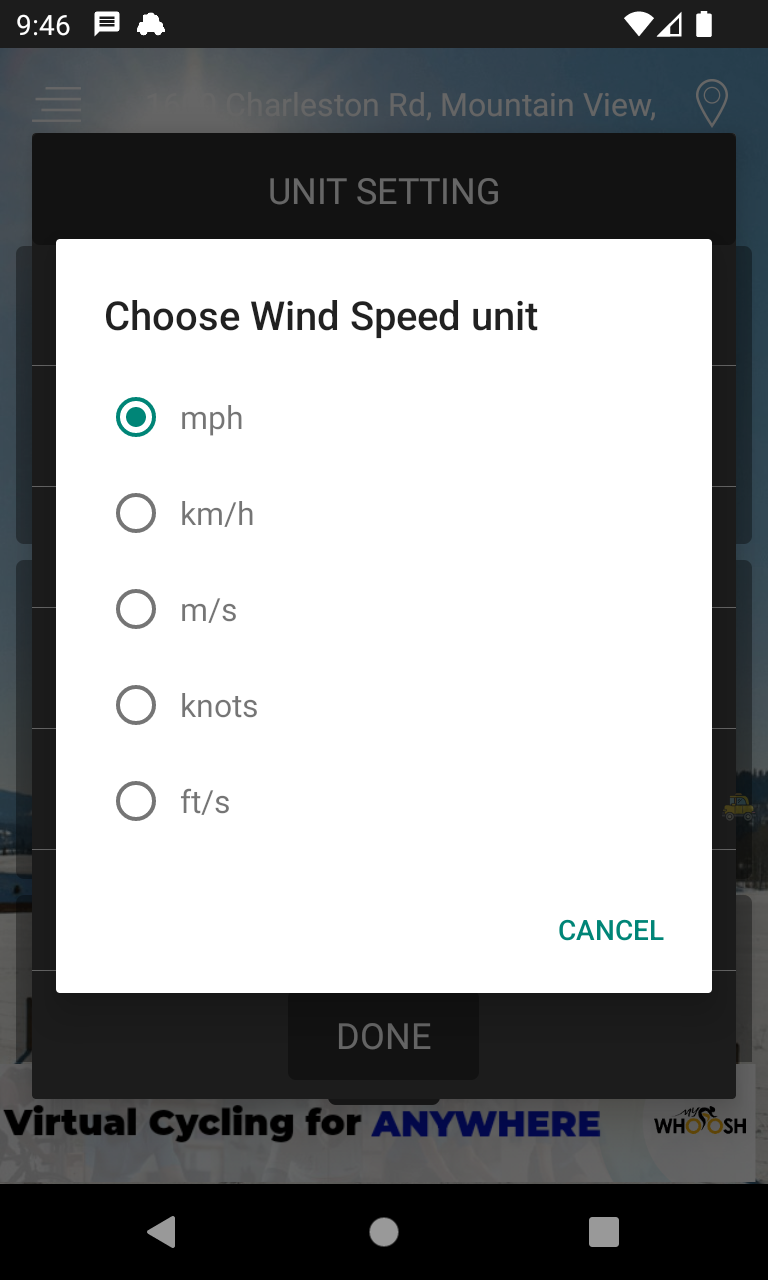 9:46
Charleston Rd, Mountain View,
UNIT SETTING
Choose Wind Speed unit
mph
km/h
m/s
knots
ft/s
CANCEL
DONE
Virtual Cycling for ANYWHERE
MY
WHOOSH